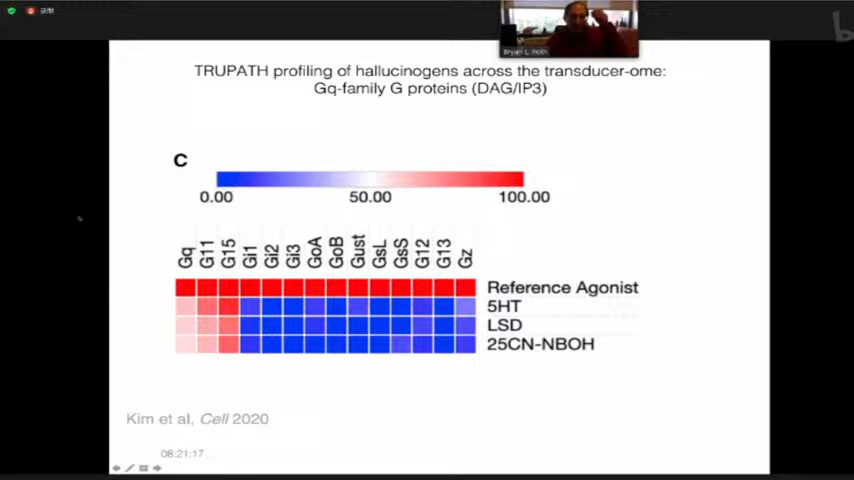 Bryan L. Roth
TRUPATH profiling of hallucinogens across the transducer-ome:
Gq-family G proteins (DAG/IP3)
C
0.00 50.00 100.00
Gq G11 G15 Gi1 Gi2 Gi3 GoA GoB Gust GsL GsS G12 G13 Gz
Reference Agonist
5HT
LSD
25CN-NBOH
Kim et al, Cell 2020
08:21:17